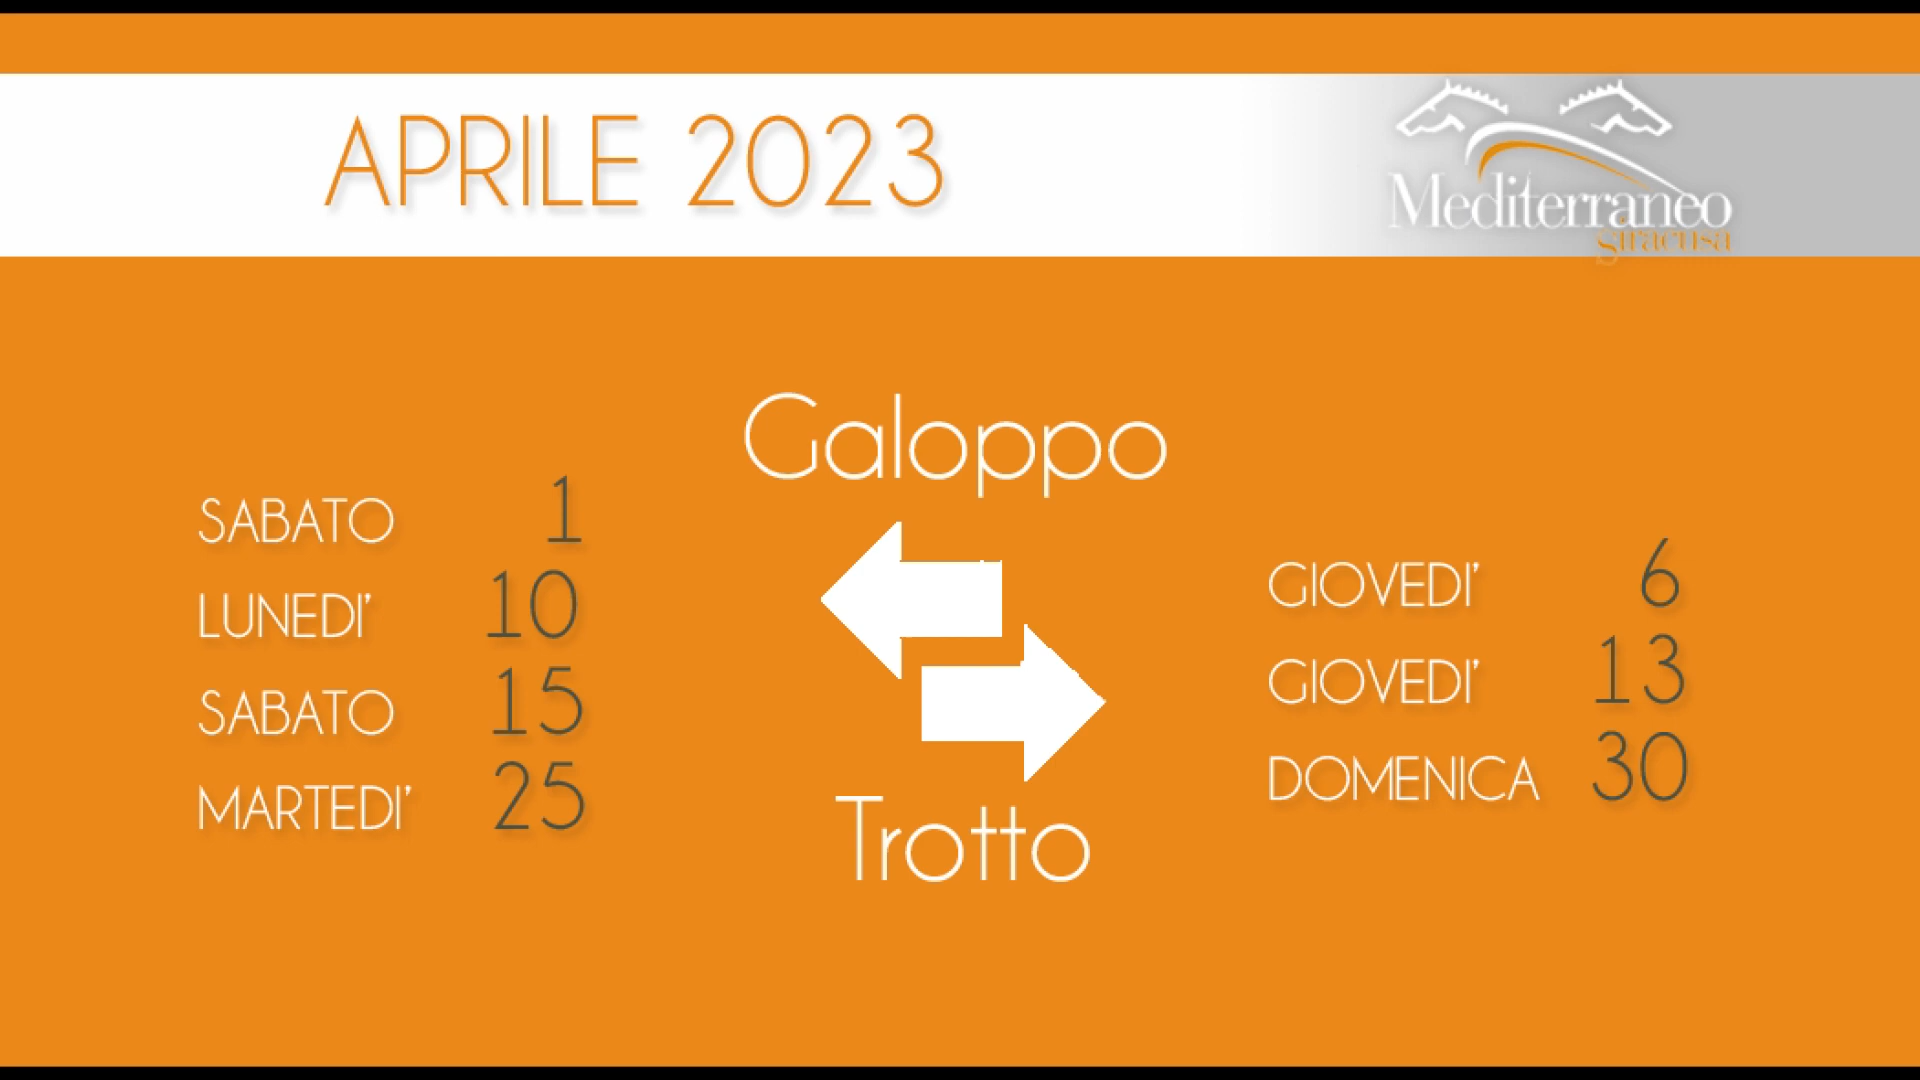 APRILE 2023
Mediterraneo
Siracusa
Galoppo
SABATO 1
LUNEDI' 10
SABATO 15
MARTEDI' 25
GIOVEDI' 6
GIOVEDI' 13
DOMENICA 30
Trotto